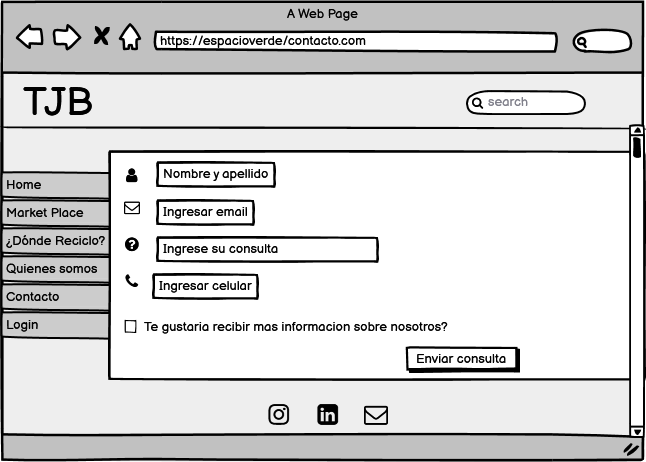 A Web Page
https://espacioverde/contacto.com
TJB
search
Home
Market Place
¿Dónde Reciclo?
Quienes somos
Contacto
Login
Nombre y apellido
Ingresar email
Ingrese su consulta
Ingresar celular
Te gustaria recibir mas informacion sobre nosotros?
Enviar consulta